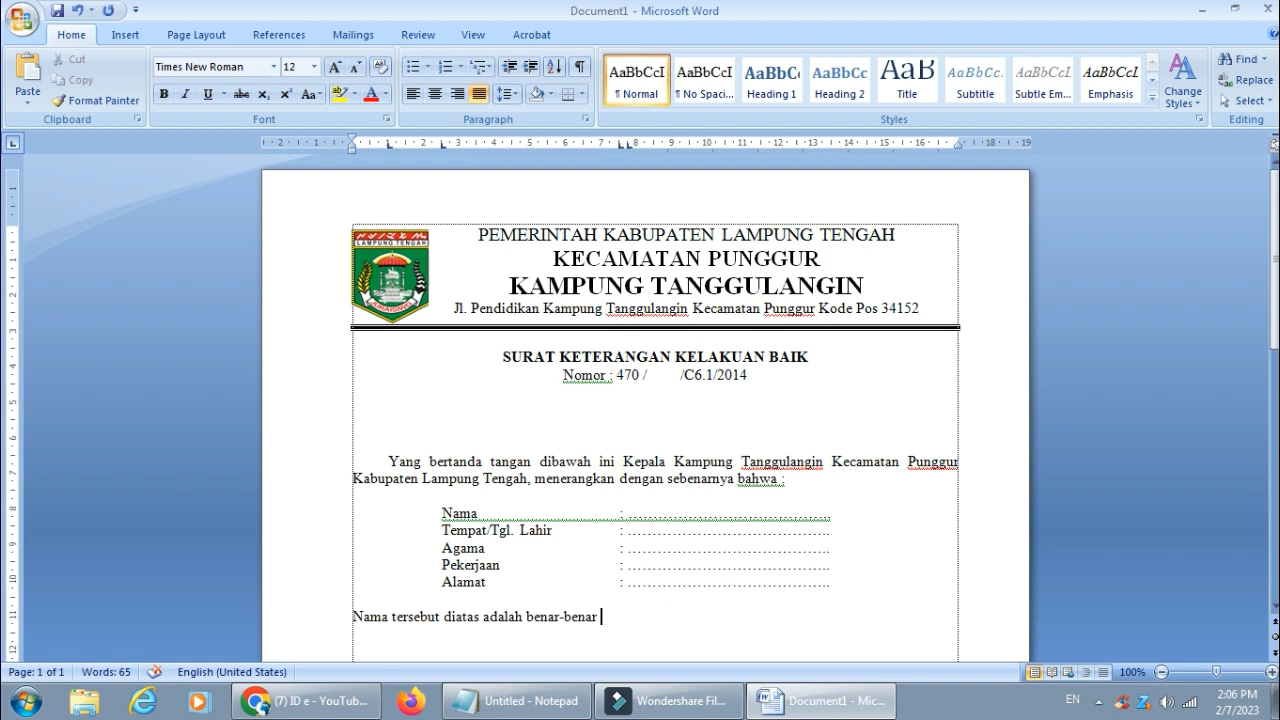 Document1 - Microsoft Word
Home Insert Page Layout References Mailings Review View Acrobat
Paste
Cut
Copy
Format Painter
Clipboard
Times New Roman 12
B I U abc X₂ X² Aa
Font
Paragraph
AaBbCcI AaBbCcI AaBbC AaBbCc AaB AaBbCc. AaBbCcI AaBbCcI
¶ Normal ¶ No Spaci... Heading 1 Heading 2 Title Subtitle Subtle Em... Emphasis
Change Styles
Styles
Find
Replace
Select
Editing
LAMPUNG TENGAH
PEMERINTAH KABUPATEN LAMPUNG TENGAH
KECAMATAN PUNGGUR
KAMPUNG TANGGULANGIN
Jl. Pendidikan Kampung Tanggulangin Kecamatan Punggur Kode Pos 34152
SURAT KETERANGAN KELAKUAN BAIK
Nomor : 470 / /C6.1/2014
Yang bertanda tangan dibawah ini Kepala Kampung Tanggulangin Kecamatan Punggur
Kabupaten Lampung Tengah, menerangkan dengan sebenarnya bahwa :
Nama : ……………………………………
Tempat/Tgl. Lahir : …………………………………..
Agama : …………………………………..
Pekerjaan : …………………………………..
Alamat : …………………………………..
Nama tersebut diatas adalah benar-benar
Page: 1 of 1 Words: 65 English (United States) 100%
(7) ID e - YouTub... Untitled - Notepad Wondershare Fil... Document1 - Mic... EN 2:06 PM
2/7/2023